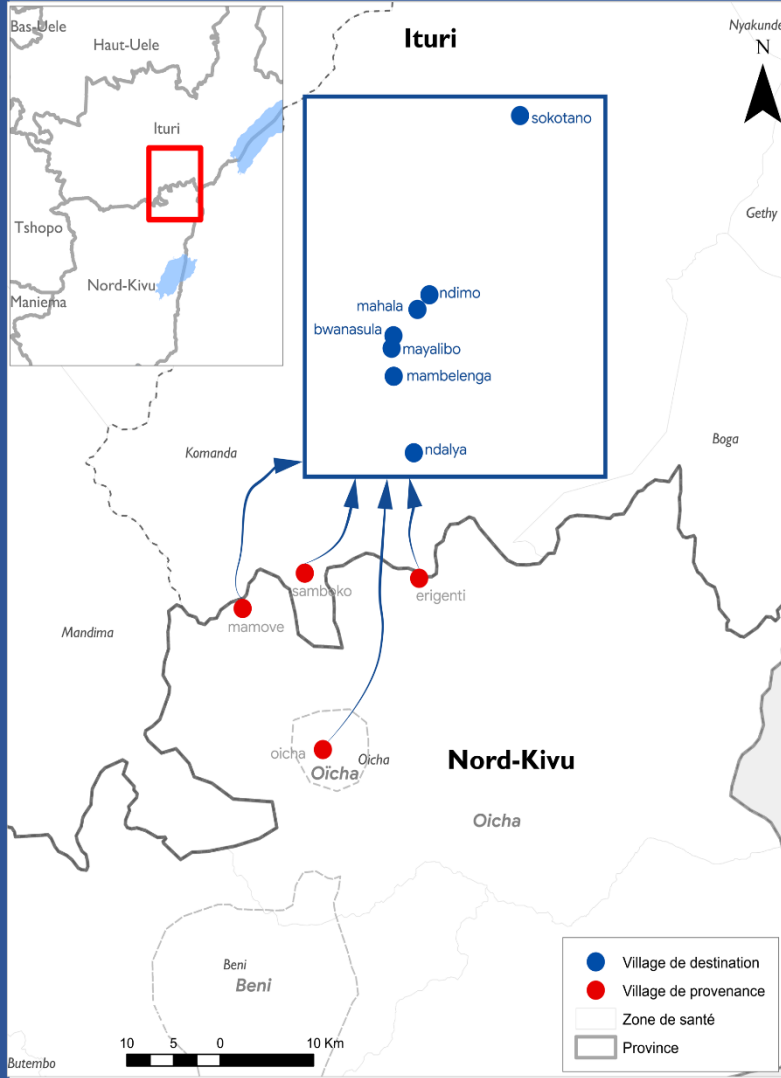 Bas-Uele
Haut-Uele
Ituri
Tshopo
Nord-Kivu
Maniema
Ituri
Nyakunde
N
sokotano
Gethy
ndimo
mahala
bwanasula
mayalibo
mambelenga
Komanda
ndalya
Boga
samboko
erigenti
mamove
Mandima
oicha
Oicha
Oïcha
Nord-Kivu
Oicha
Beni
Beni
Butembo
10 5 0 10 Km
Village de destination
Village de provenance
Zone de santé
Province